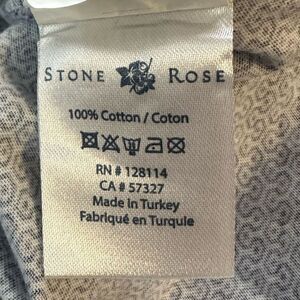 STONE ROSE
100% Cotton / Coton
RN # 128114
CA # 57327
Made in Turkey
Fabriqué en Turquie